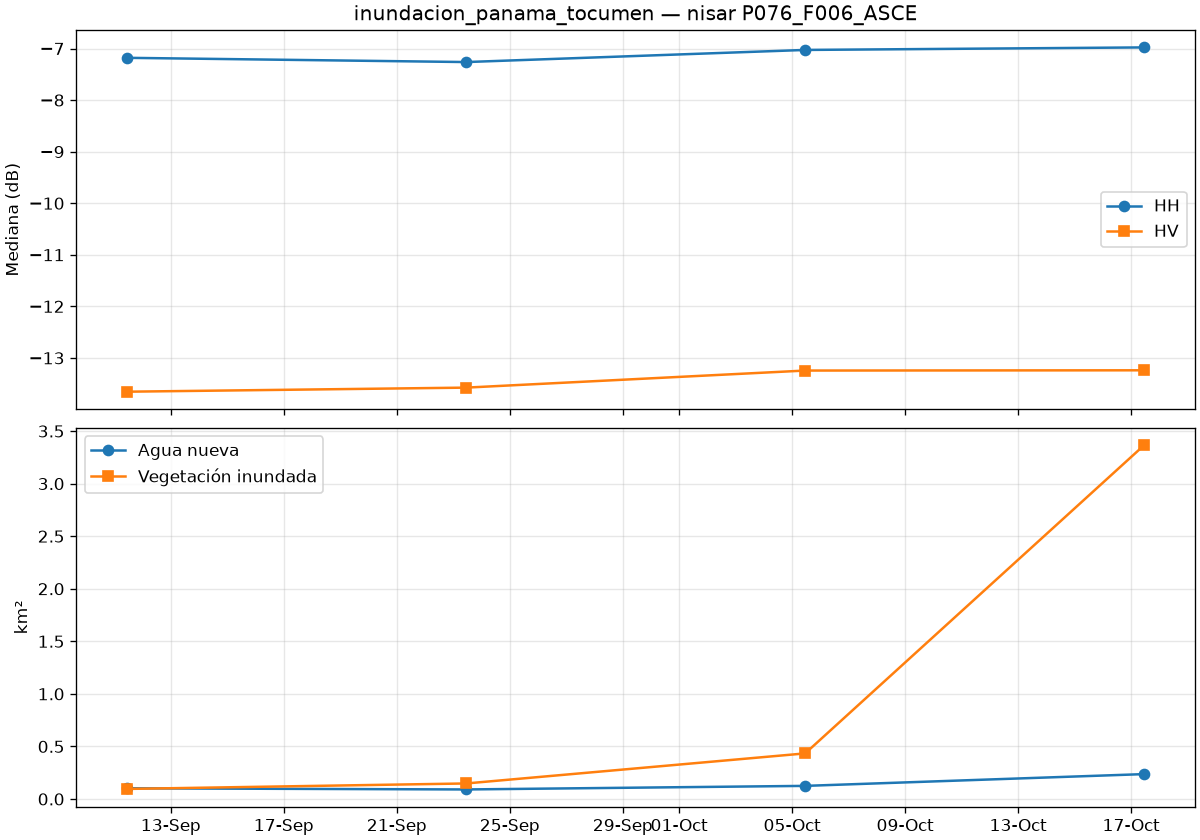 inundacion_panama_tocumen — nisar P076_F006_ASCE
Mediana (dB)
−7
−8
−9
−10
−11
−12
−13
HH
HV
km²
3.5
3.0
2.5
2.0
1.5
1.0
0.5
0.0
Agua nueva
Vegetación inundada
13-Sep 17-Sep 21-Sep 25-Sep 29-Sep 01-Oct 05-Oct 09-Oct 13-Oct 17-Oct